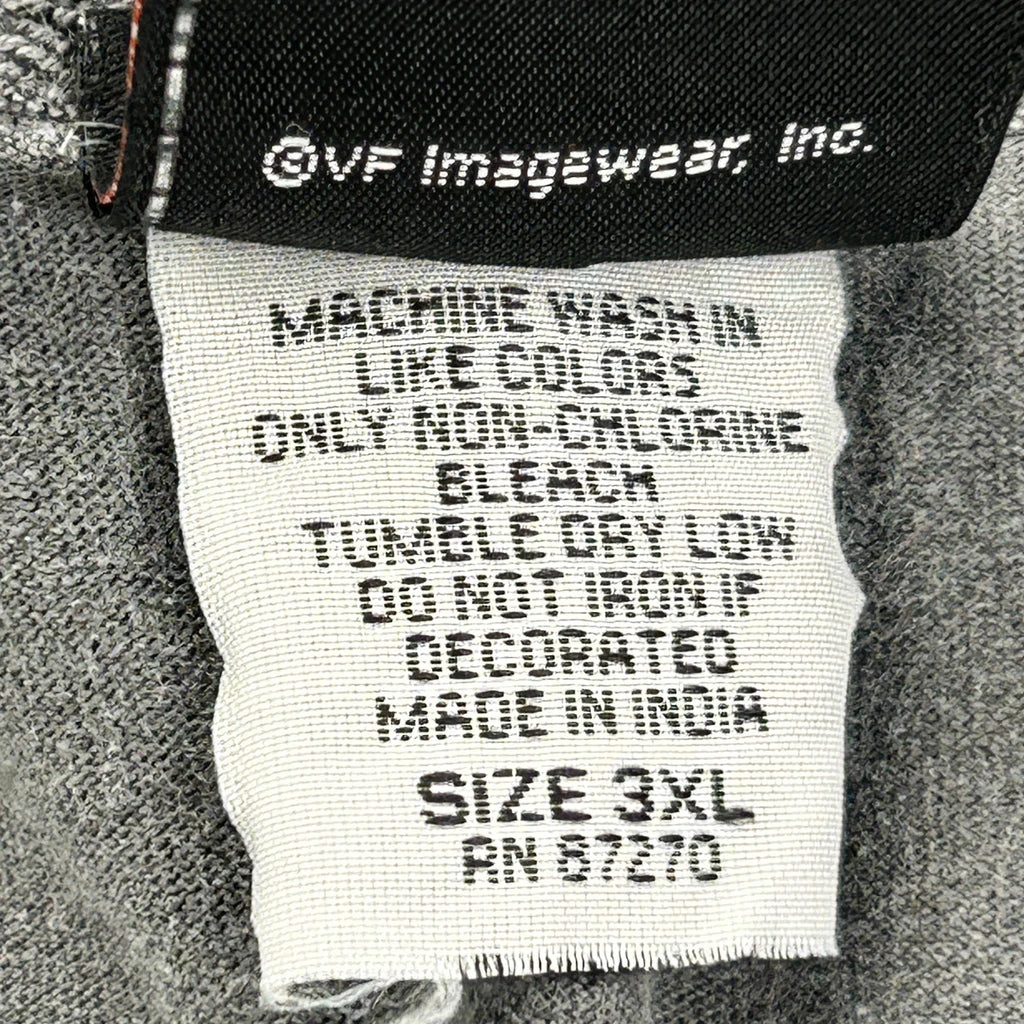 ©VF Imagewear, Inc.
MACHINE WASH IN
LIKE COLORS
ONLY NON-CHLORINE
BLEACH
TUMBLE DRY LOW
DO NOT IRON IF
DECORATED
MADE IN INDIA
SIZE 3XL
RN 67270